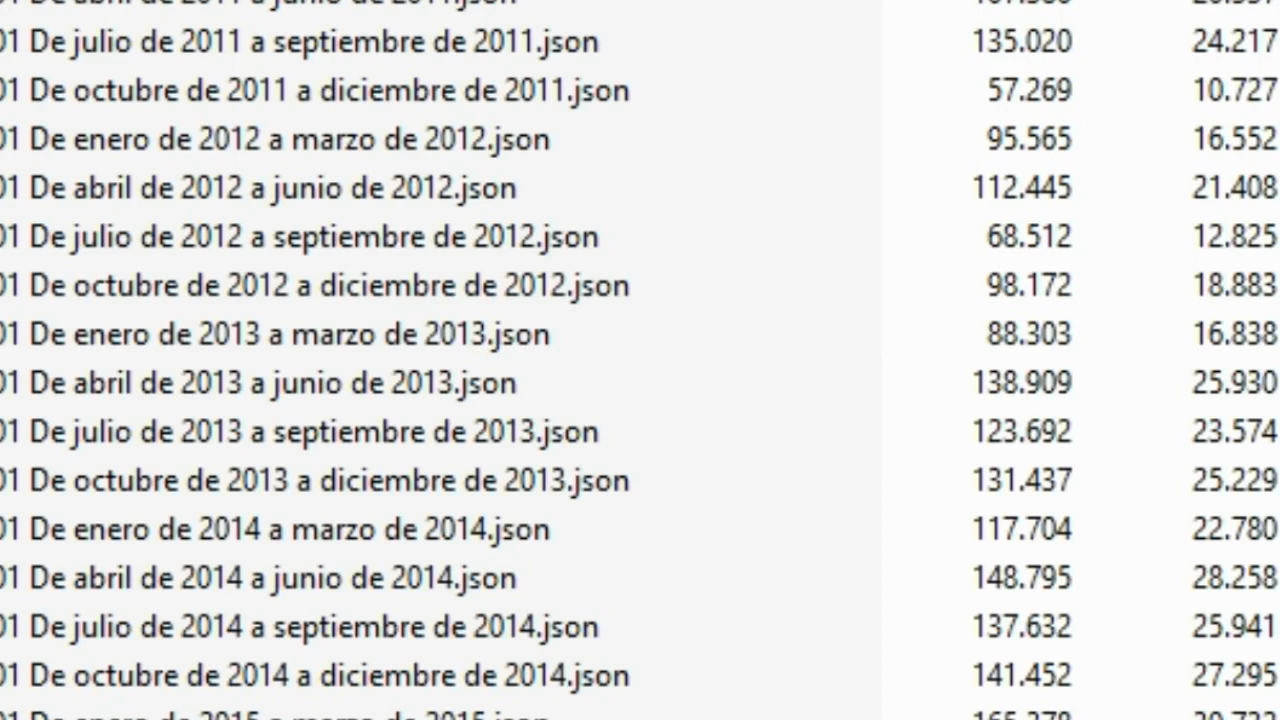 01 De julio de 2011 a septiembre de 2011.json 135.020 24.217
01 De octubre de 2011 a diciembre de 2011.json 57.269 10.727
01 De enero de 2012 a marzo de 2012.json 95.565 16.552
01 De abril de 2012 a junio de 2012.json 112.445 21.408
01 De julio de 2012 a septiembre de 2012.json 68.512 12.825
01 De octubre de 2012 a diciembre de 2012.json 98.172 18.883
01 De enero de 2013 a marzo de 2013.json 88.303 16.838
01 De abril de 2013 a junio de 2013.json 138.909 25.930
01 De julio de 2013 a septiembre de 2013.json 123.692 23.574
01 De octubre de 2013 a diciembre de 2013.json 131.437 25.229
01 De enero de 2014 a marzo de 2014.json 117.704 22.780
01 De abril de 2014 a junio de 2014.json 148.795 28.258
01 De julio de 2014 a septiembre de 2014.json 137.632 25.941
01 De octubre de 2014 a diciembre de 2014.json 141.452 27.295